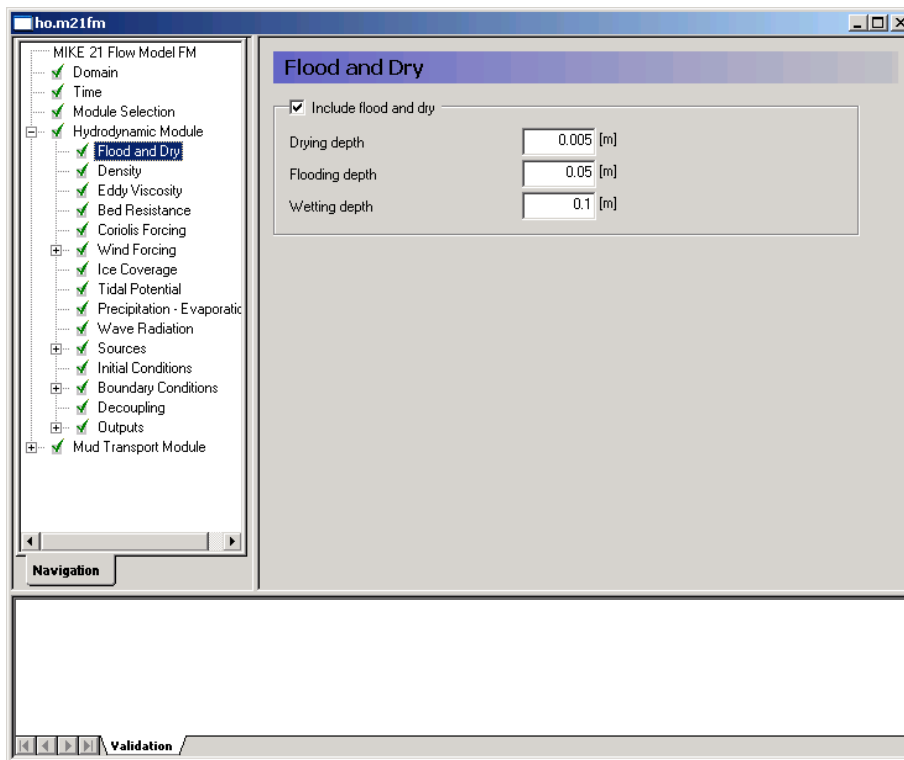 ho.m21fm
MIKE 21 Flow Model FM
Domain
Time
Module Selection
Hydrodynamic Module
Flood and Dry
Density
Eddy Viscosity
Bed Resistance
Coriolis Forcing
Wind Forcing
Ice Coverage
Tidal Potential
Precipitation - Evaporatic
Wave Radiation
Sources
Initial Conditions
Boundary Conditions
Decoupling
Outputs
Mud Transport Module
Navigation
Flood and Dry
Include flood and dry
Drying depth 0.005 [m]
Flooding depth 0.05 [m]
Wetting depth 0.1 [m]
Validation